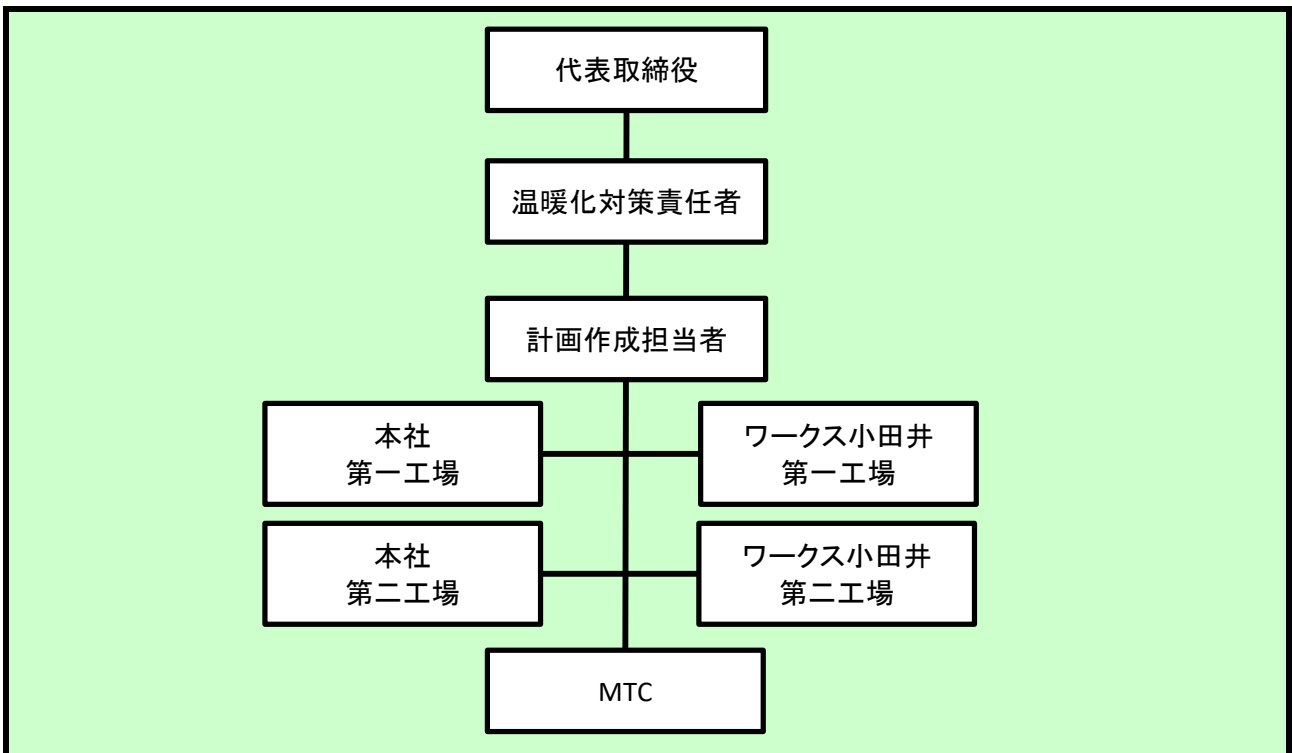 代表取締役
温暖化対策責任者
計画作成担当者
本社
第一工場
ワークス小田井
第一工場
本社
第二工場
ワークス小田井
第二工場
MTC